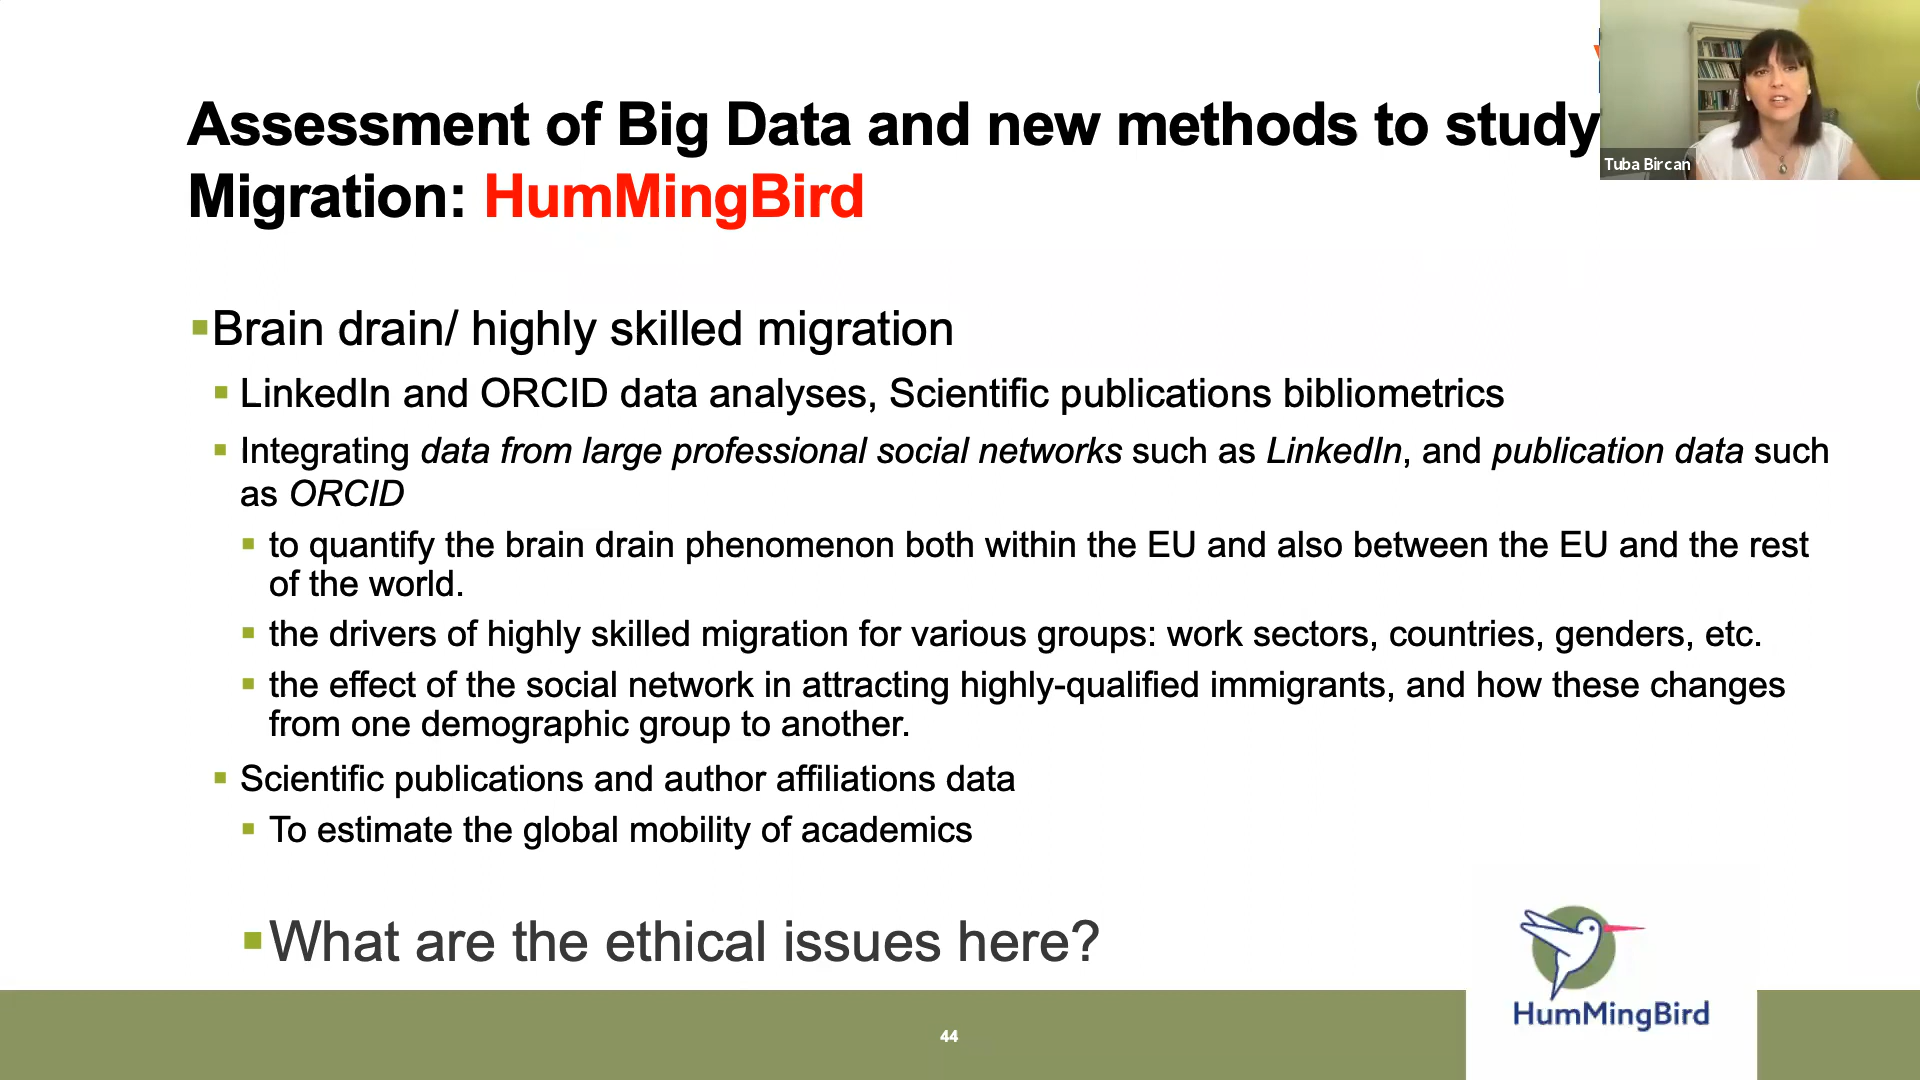 Assessment of Big Data and new methods to study
Migration: HumMingBird
Tuba Bircan
Brain drain/ highly skilled migration
LinkedIn and ORCID data analyses, Scientific publications bibliometrics
Integrating data from large professional social networks such as LinkedIn, and publication data such
as ORCID
to quantify the brain drain phenomenon both within the EU and also between the EU and the rest
of the world.
the drivers of highly skilled migration for various groups: work sectors, countries, genders, etc.
the effect of the social network in attracting highly-qualified immigrants, and how these changes
from one demographic group to another.
Scientific publications and author affiliations data
To estimate the global mobility of academics
What are the ethical issues here?
HumMingBird
44